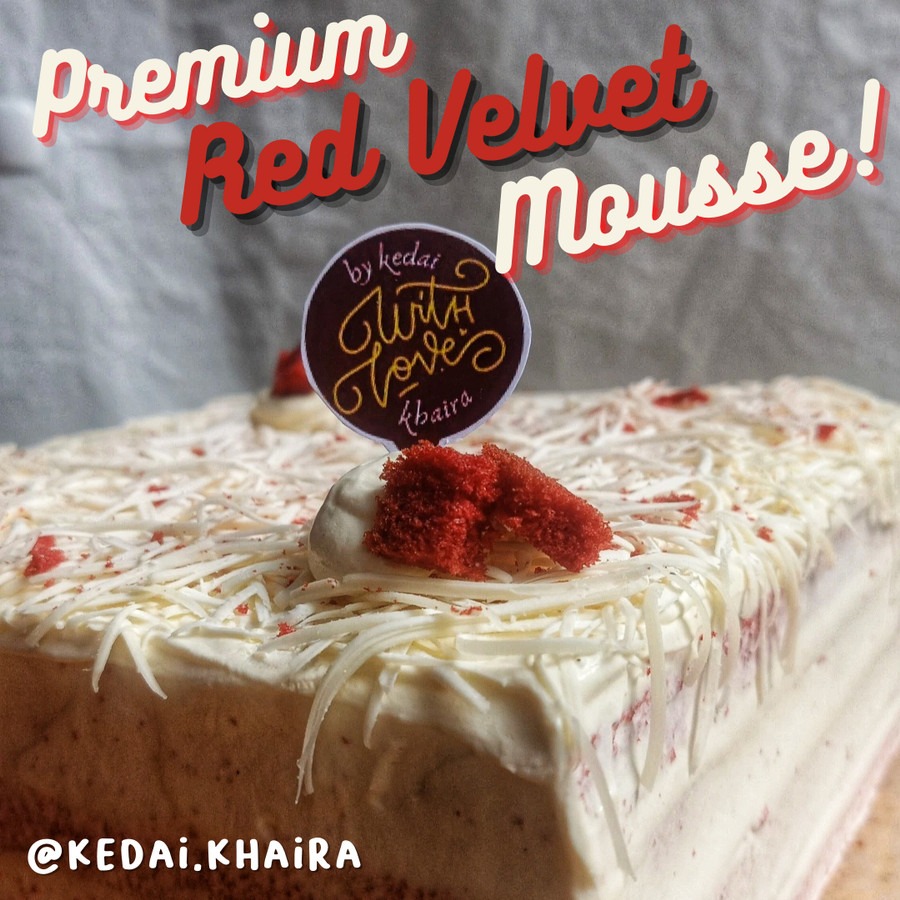 Premium
Red Velvet
Mousse!
by kedai
With
Love
khaira
@KEDAi.KHAiRA